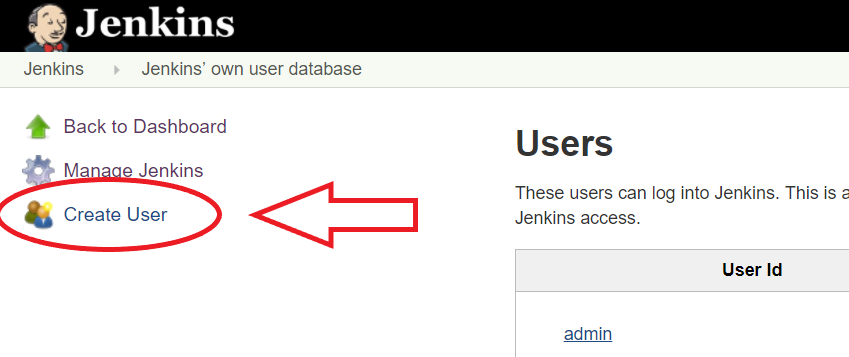 Jenkins
Jenkins Jenkins’ own user database
Back to Dashboard
Manage Jenkins
Create User
Users
These users can log into Jenkins. This is a
Jenkins access.
User Id
admin